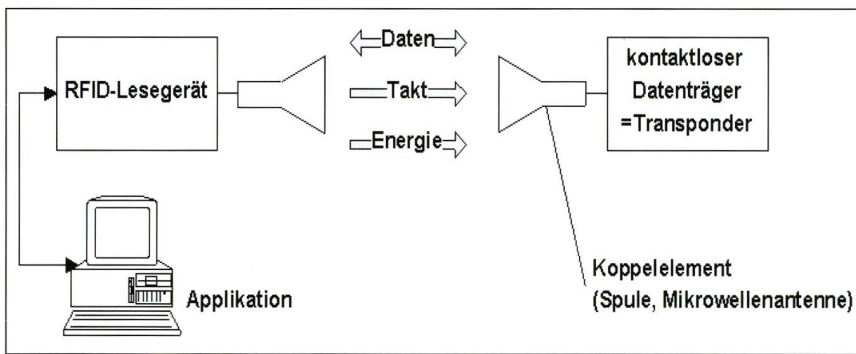 RFID-Lesegerät
Daten
Takt
Energie
kontaktloser
Datenträger
=Transponder
Applikation
Koppelelement
(Spule, Mikrowellenantenne)